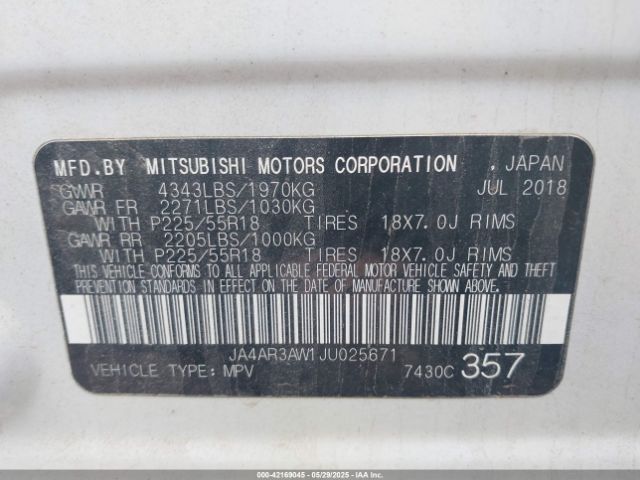 MFD.BY MITSUBISHI MOTORS CORPORATION , JAPAN
GVWR 4343LBS/1970KG JUL 2018
GAWR FR 2271LBS/1030KG
WITH P225/55R18 TIRES 18X7.0J RIMS
GAWR RR 2205LBS/1000KG
WITH P225/55R18 TIRES 18X7.0J RIMS
THIS VEHICLE CONFORMS TO ALL APPLICABLE FEDERAL MOTOR VEHICLE SAFETY AND THEFT
PREVENTION STANDARDS IN EFFECT ON THE DATE OF MANUFACTURE SHOWN ABOVE.
JA4AR3AW1JU025671
VEHICLE TYPE: MPV 7430C 357
000-42169045 - 05/29/2025 - IAAI.COM